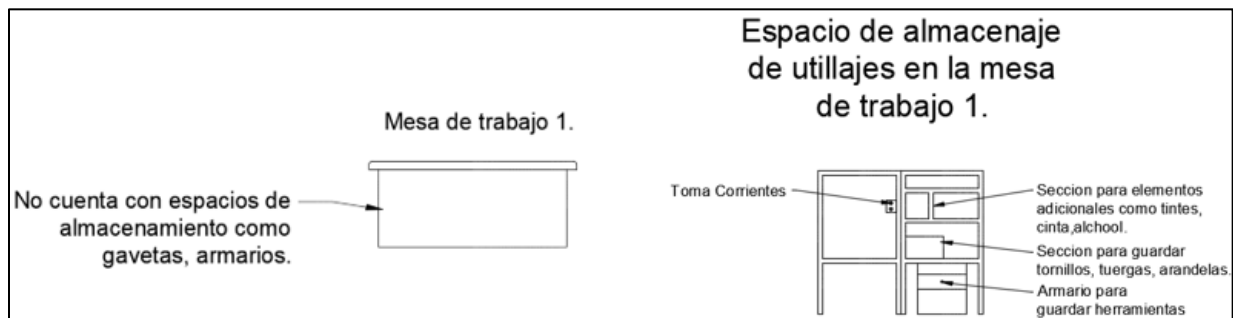 Mesa de trabajo 1.
No cuenta con espacios de
almacenamiento como
gavetas, armarios.
Espacio de almacenaje
de utillajes en la mesa
de trabajo 1.
Toma Corrientes
Seccion para elementos
adicionales como tintes,
cinta,alchool.
Seccion para guardar
tornillos, tuergas, arandelas.
Armario para
guardar herramientas